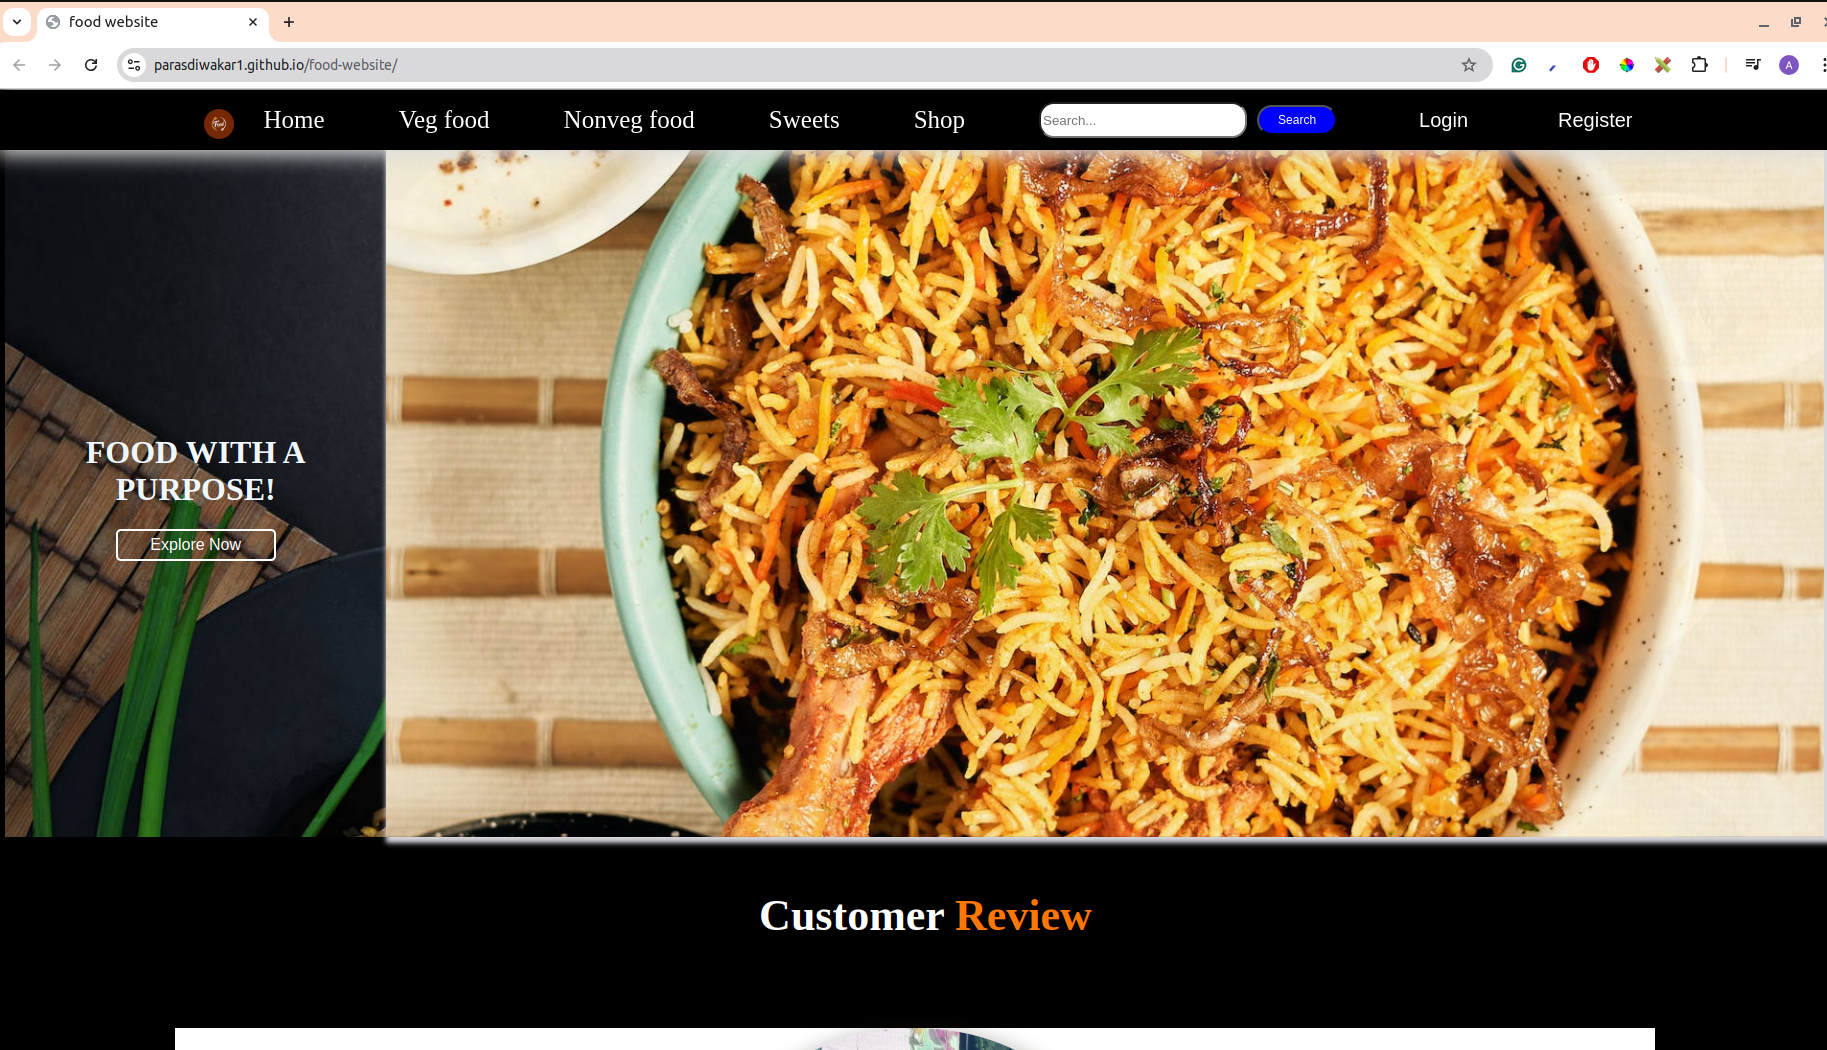 food website
parasdiwakar1.github.io/food-website/
A
Food
Home
Veg food
Nonveg food
Sweets
Shop
Search...
Search
Login
Register
FOOD WITH A
PURPOSE!
Explore Now
Customer Review